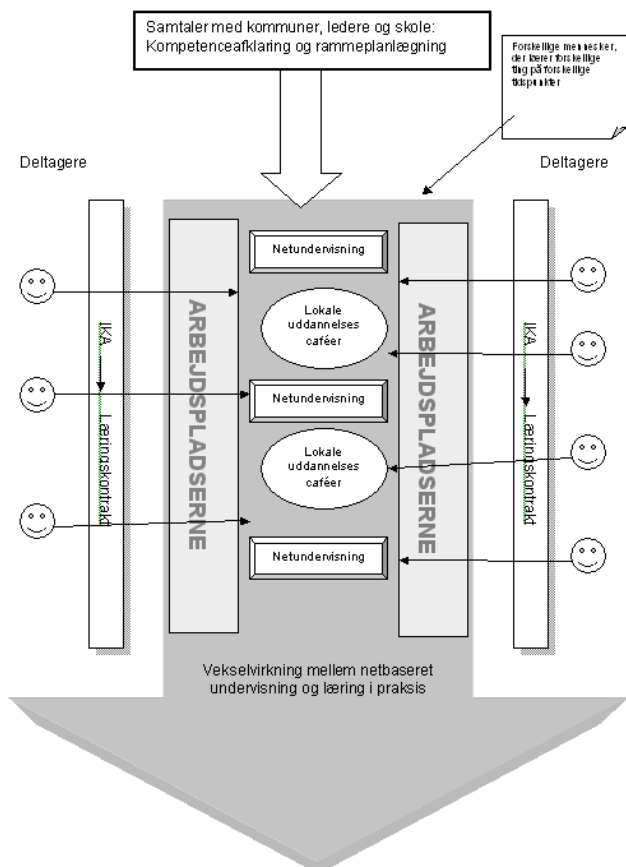 Samtaler med kommuner, ledere og skole:
Kompetenceafklaring og rammeplanlægning
Forskellige mennesker,
der lærer forskellige
ting på forskellige
tidspunkter
Deltagere
Deltagere
Netundervisning
Lokale
uddannelses
caféer
Netundervisning
Lokale
uddannelses
caféer
Netundervisning
IKA
Læringskontrakt
ARBEJDSPLADSERNE
ARBEJDSPLADSERNE
IKA
Læringskontrakt
Vekselvirkning mellem netbaseret
undervisning og læring i praksis